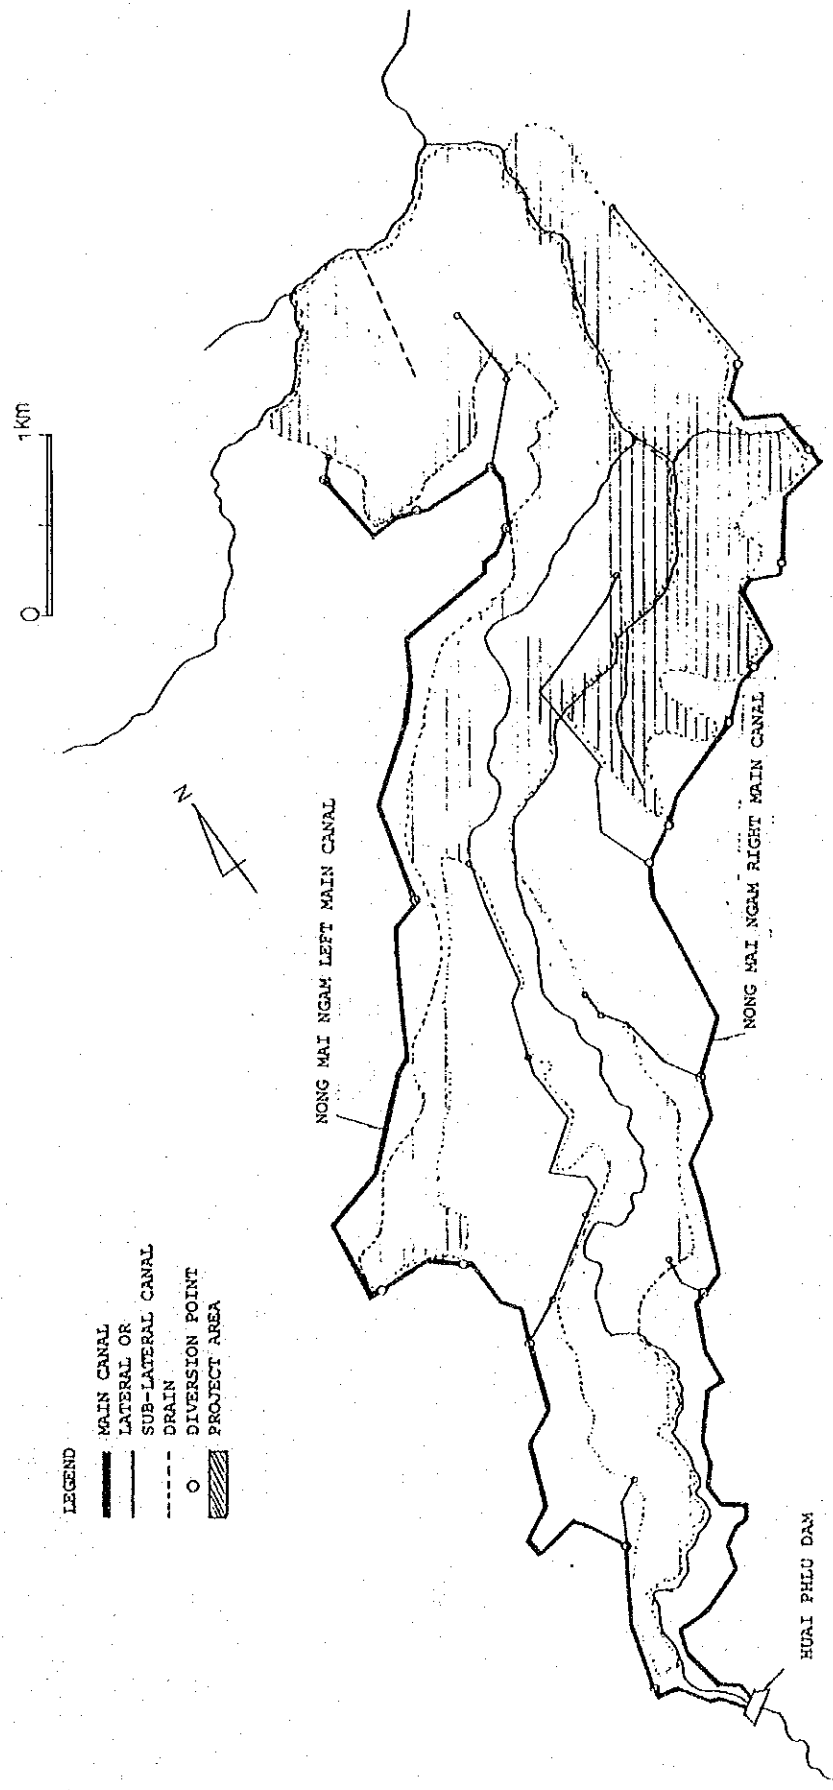 LEGEND
MAIN CANAL
LATERAL OR
SUB-LATERAL CANAL
DRAIN
DIVERSION POINT
PROJECT AREA
0 1km
N
NONG MAI NGAM LEFT MAIN CANAL
NONG MAI NGAM RIGHT MAIN CANAL
HUAI PHLU DAM